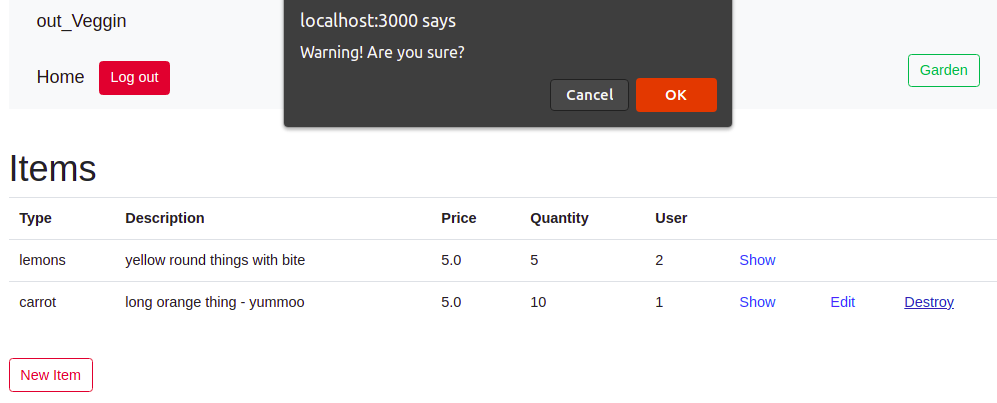 out_Veggin
localhost:3000 says
Warning! Are you sure?
Cancel OK
Home Log out Garden
Items
Type Description Price Quantity User
lemons yellow round things with bite 5.0 5 2 Show
carrot long orange thing - yummoo 5.0 10 1 Show Edit Destroy
New Item